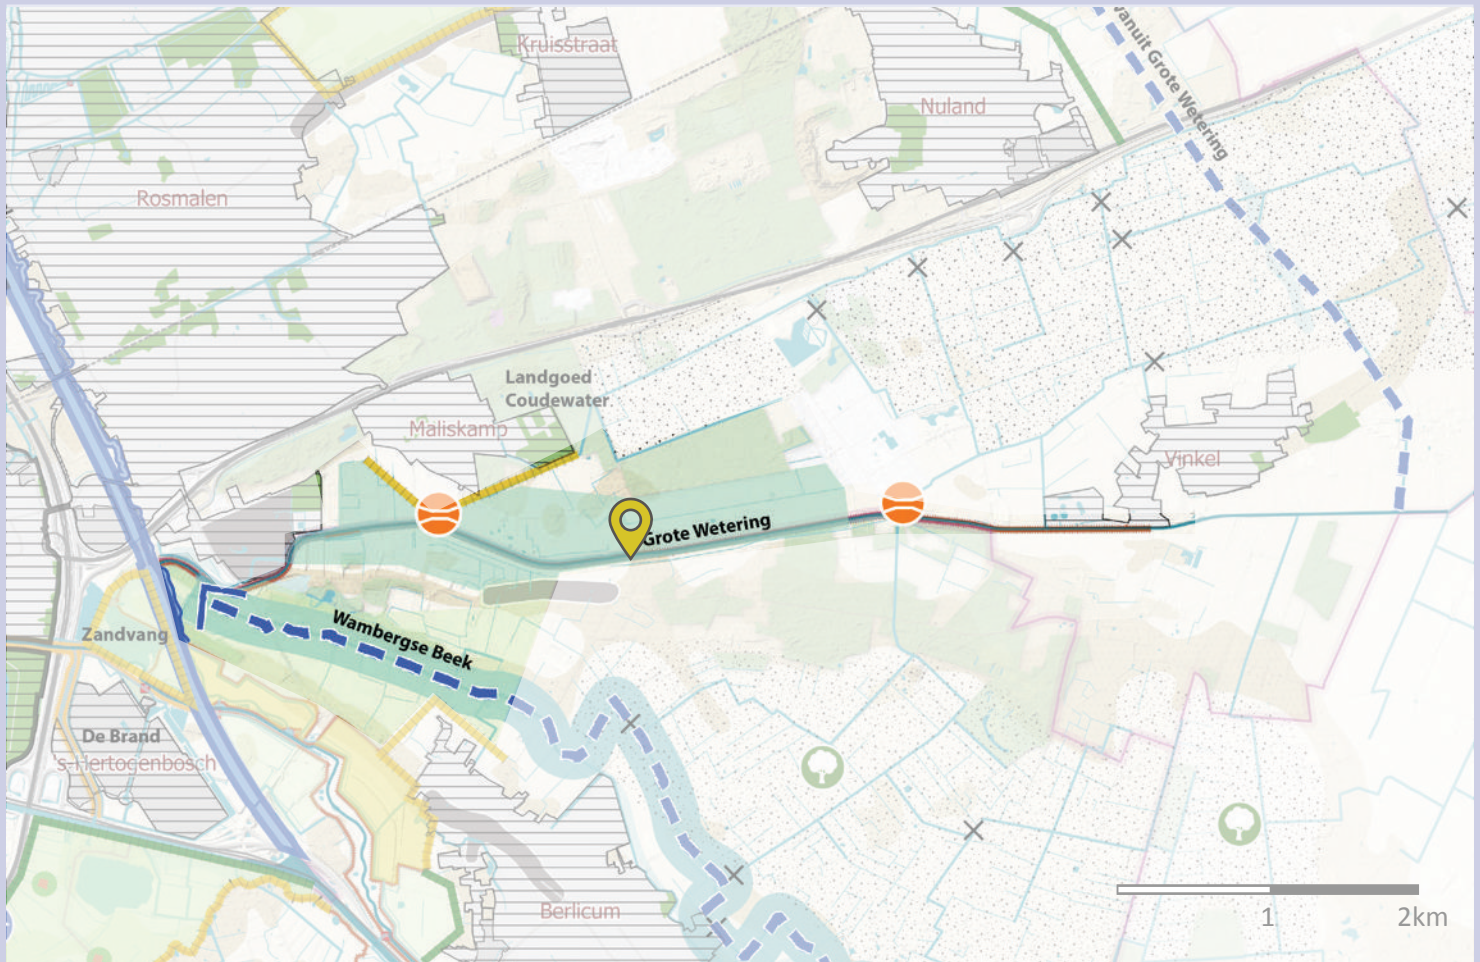 vanuit Grote Wetering
Kruisstraat
Nuland
Rosmalen
Landgoed
Coudewater
Maliskamp
Vinkel
Grote Wetering
Wambergse Beek
Zandvang
De Brand
's-Hertogenbosch
Berlicum
1
2km